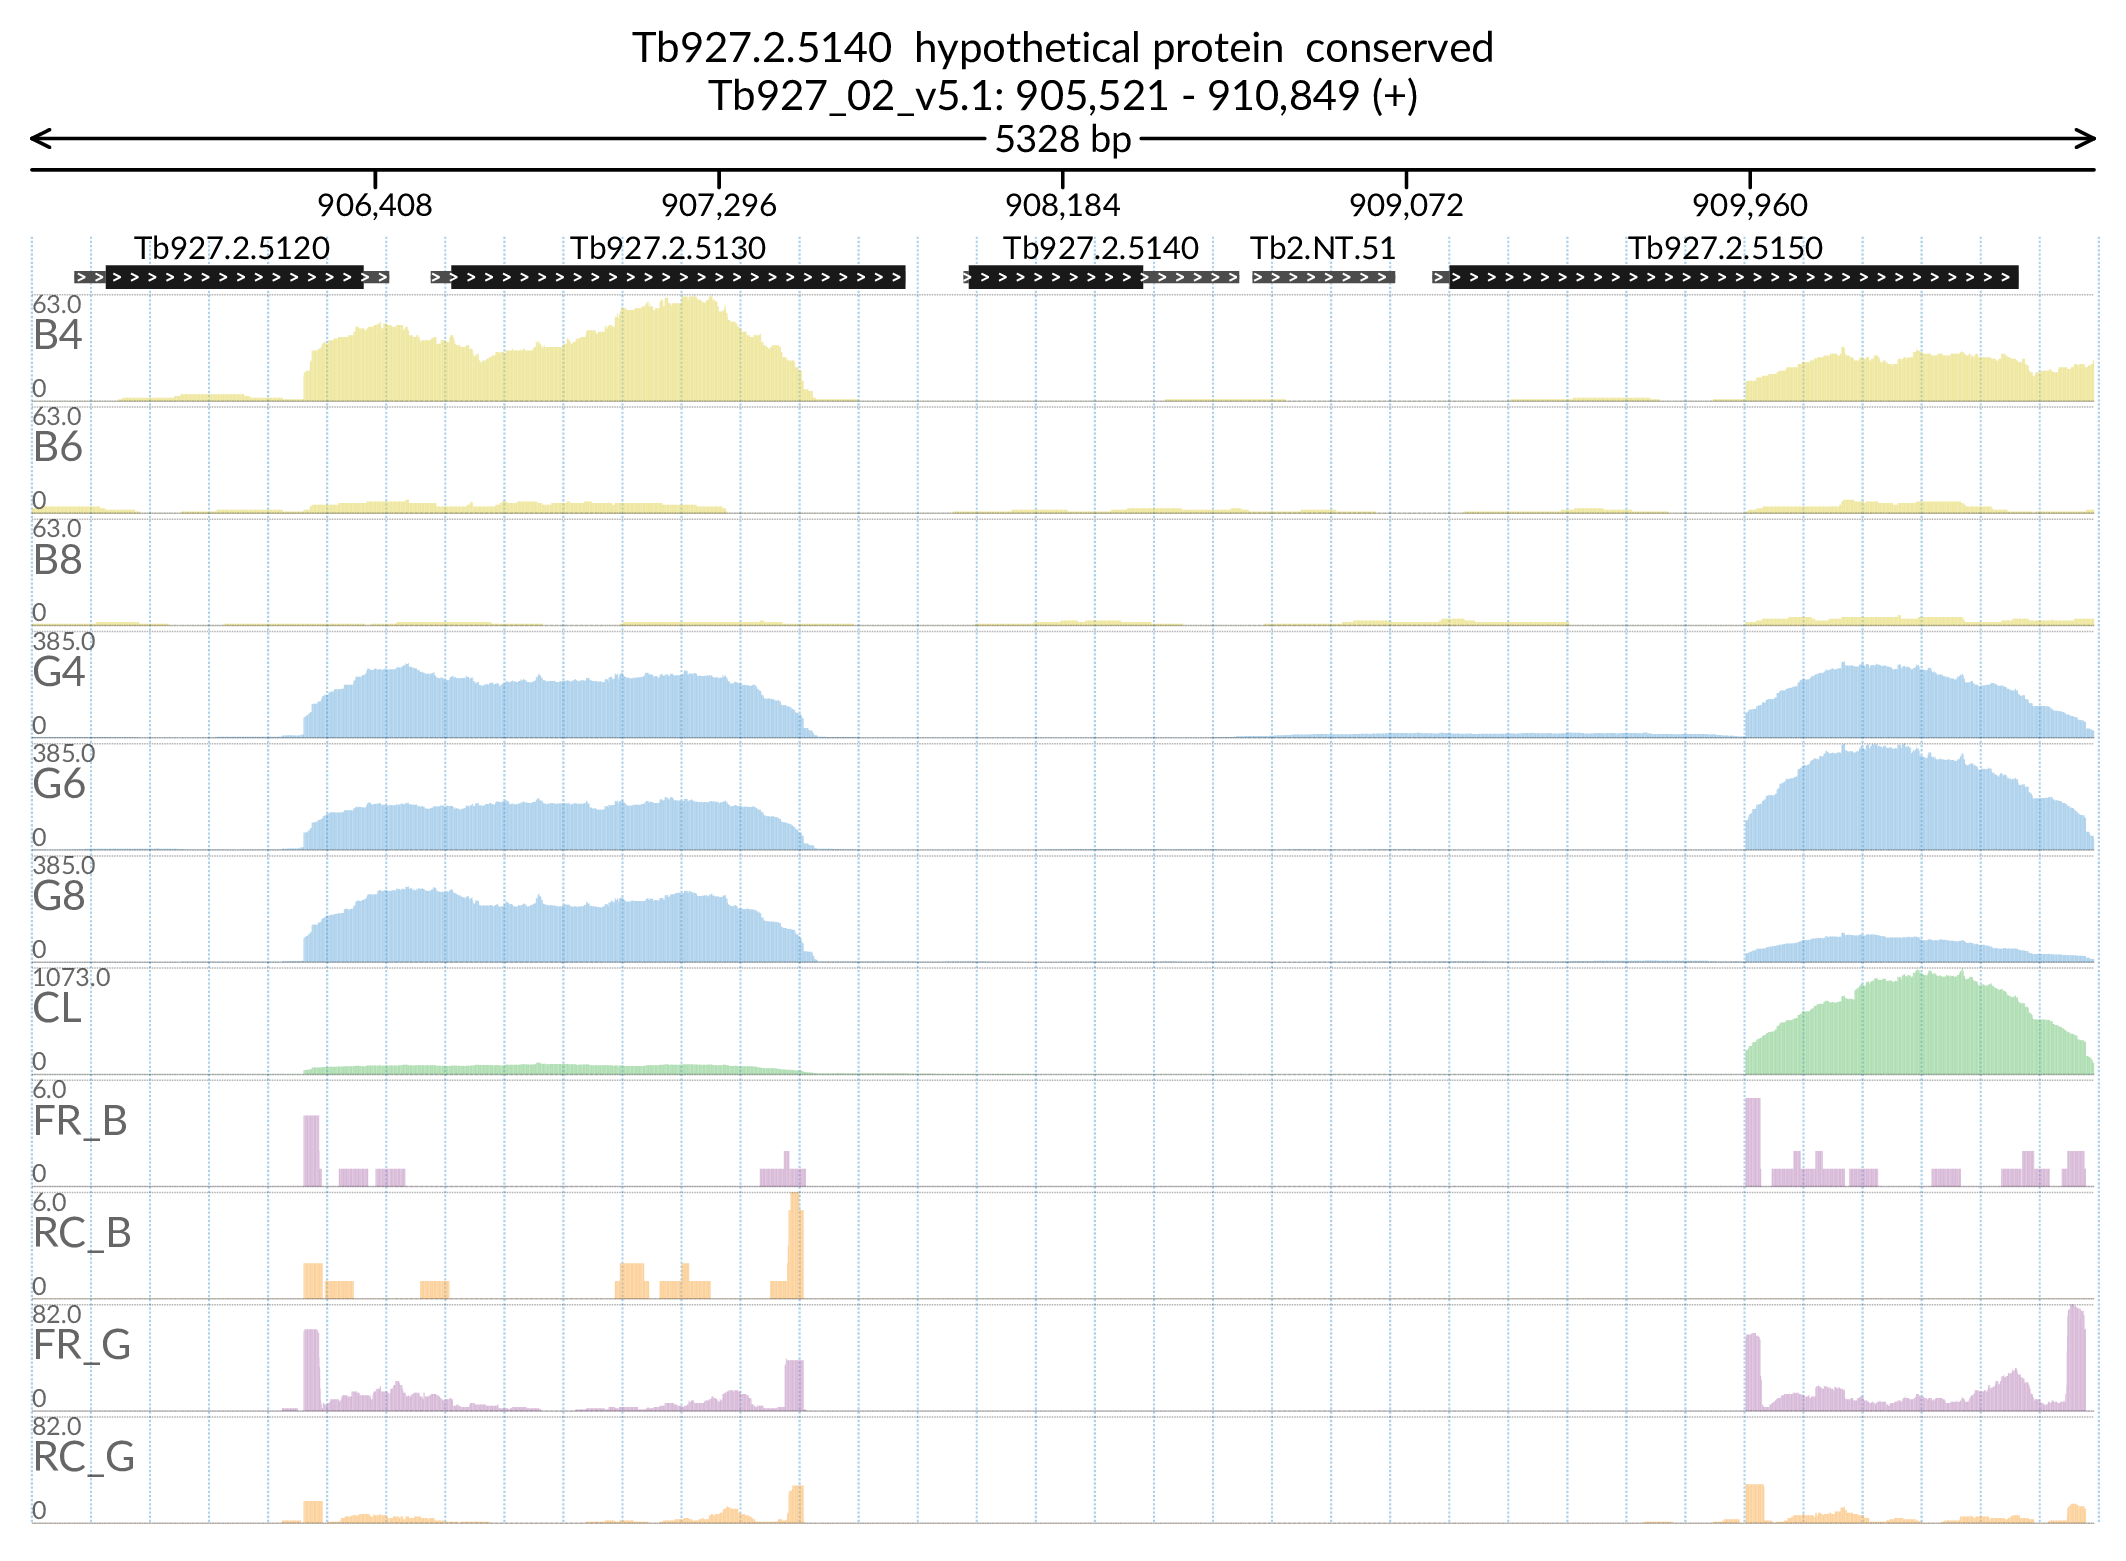 Tb927.2.5140  hypothetical protein  conserved
Tb927_02_v5.1: 905,521 - 910,849 (+)
5328 bp
906,408 907,296 908,184 909,072 909,960
Tb927.2.5120 Tb927.2.5130 Tb927.2.5140 Tb2.NT.51 Tb927.2.5150
63.0
B4
0
63.0
B6
0
63.0
B8
0
385.0
G4
0
385.0
G6
0
385.0
G8
0
1073.0
CL
0
6.0
FR_B
0
6.0
RC_B
0
82.0
FR_G
0
82.0
RC_G
0